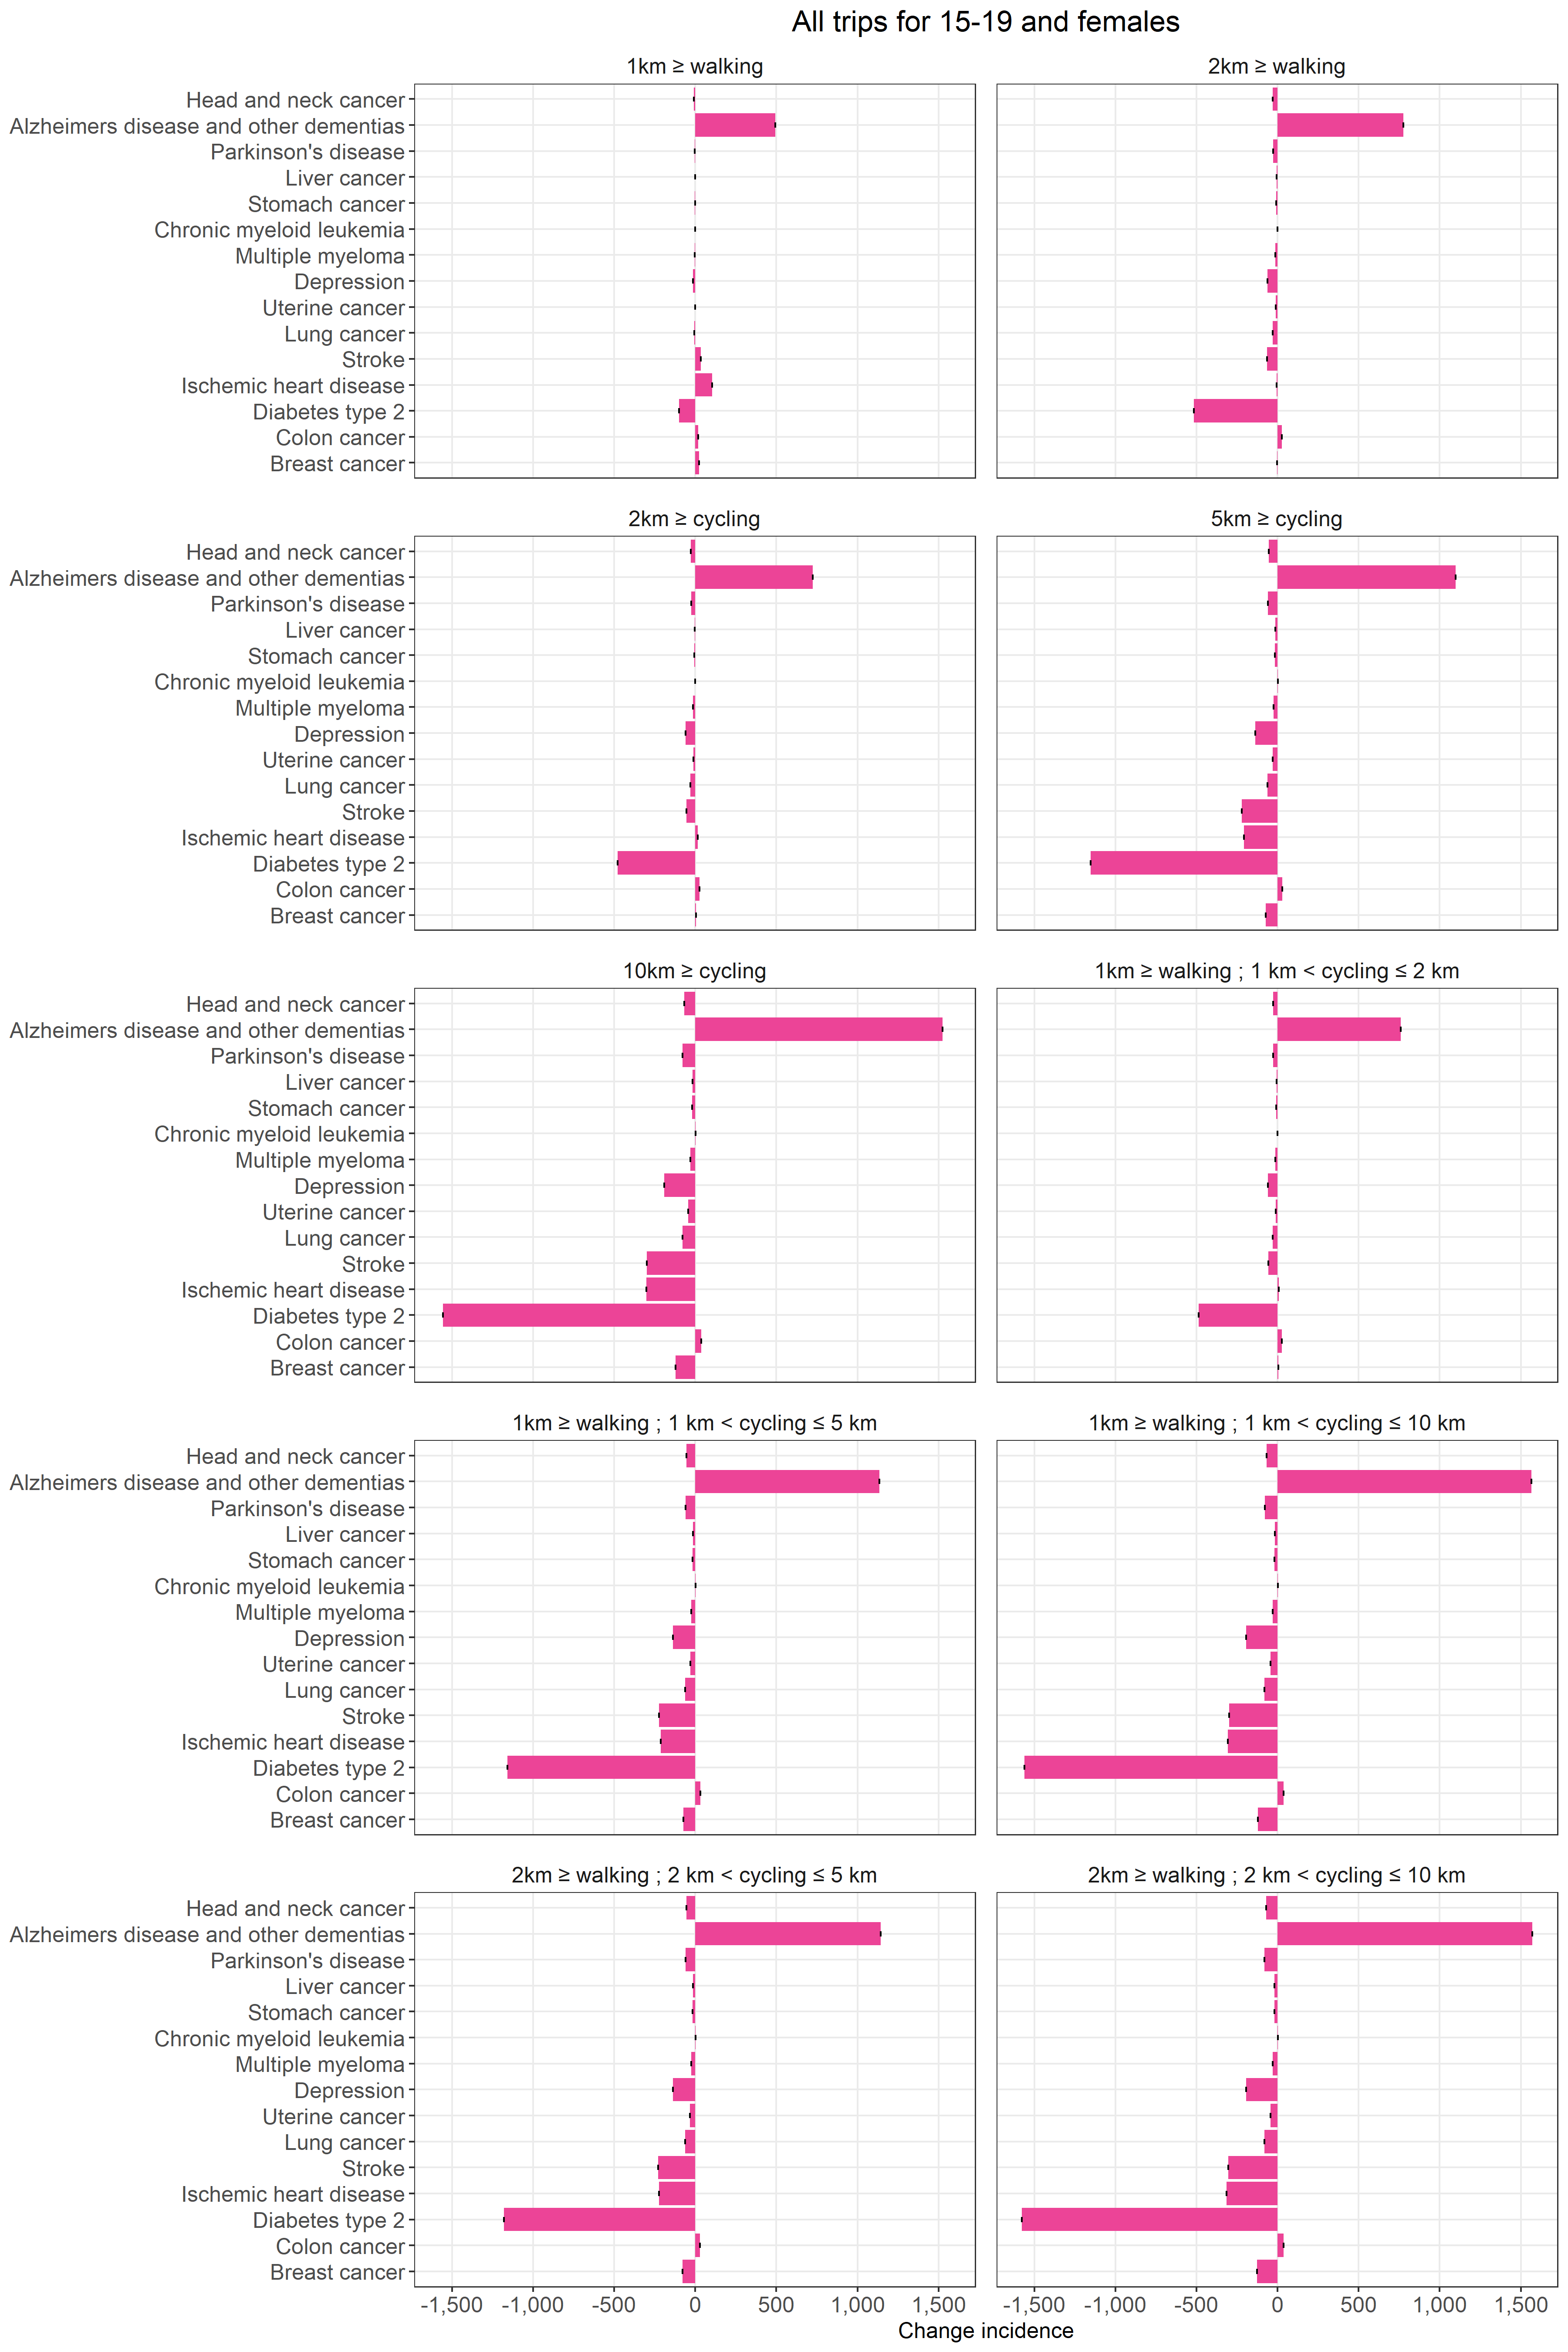 All trips for 15-19 and females
1km ≥ walking
2km ≥ walking
Head and neck cancer
Alzheimers disease and other dementias
Parkinson's disease
Liver cancer
Stomach cancer
Chronic myeloid leukemia
Multiple myeloma
Depression
Uterine cancer
Lung cancer
Stroke
Ischemic heart disease
Diabetes type 2
Colon cancer
Breast cancer
2km ≥ cycling
5km ≥ cycling
Head and neck cancer
Alzheimers disease and other dementias
Parkinson's disease
Liver cancer
Stomach cancer
Chronic myeloid leukemia
Multiple myeloma
Depression
Uterine cancer
Lung cancer
Stroke
Ischemic heart disease
Diabetes type 2
Colon cancer
Breast cancer
10km ≥ cycling
1km ≥ walking ; 1 km < cycling ≤ 2 km
Head and neck cancer
Alzheimers disease and other dementias
Parkinson's disease
Liver cancer
Stomach cancer
Chronic myeloid leukemia
Multiple myeloma
Depression
Uterine cancer
Lung cancer
Stroke
Ischemic heart disease
Diabetes type 2
Colon cancer
Breast cancer
1km ≥ walking ; 1 km < cycling ≤ 5 km
1km ≥ walking ; 1 km < cycling ≤ 10 km
Head and neck cancer
Alzheimers disease and other dementias
Parkinson's disease
Liver cancer
Stomach cancer
Chronic myeloid leukemia
Multiple myeloma
Depression
Uterine cancer
Lung cancer
Stroke
Ischemic heart disease
Diabetes type 2
Colon cancer
Breast cancer
2km ≥ walking ; 2 km < cycling ≤ 5 km
2km ≥ walking ; 2 km < cycling ≤ 10 km
Head and neck cancer
Alzheimers disease and other dementias
Parkinson's disease
Liver cancer
Stomach cancer
Chronic myeloid leukemia
Multiple myeloma
Depression
Uterine cancer
Lung cancer
Stroke
Ischemic heart disease
Diabetes type 2
Colon cancer
Breast cancer
-1,500 -1,000 -500 0 500 1,000 1,500
-1,500 -1,000 -500 0 500 1,000 1,500
Change incidence